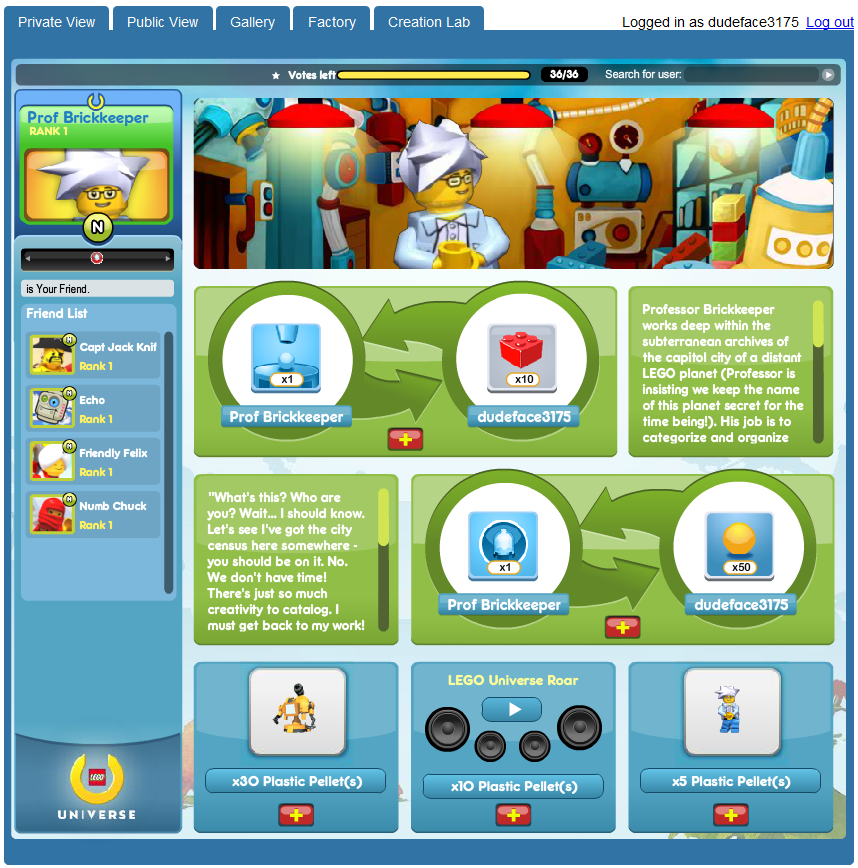 Private View
Public View
Gallery
Factory
Creation Lab
Logged in as dudeface3175 Log out
Votes left
36/36
Search for user:
Prof Brickkeeper
RANK 1
N
is Your Friend.
Friend List
Capt Jack Knif
Rank 1
Echo
Rank 1
Friendly Felix
Rank 1
Numb Chuck
Rank 1
LEGO
UNIVERSE
x1
Prof Brickkeeper
x10
dudeface3175
Professor Brickkeeper
works deep within the
subterranean archives of
the capitol city of a distant
LEGO planet (Professor is
insisting we keep the name
of this planet secret for the
time being!). His job is to
categorize and organize
"What's this? Who are
you? Wait... I should know.
Let's see I've got the city
census here somewhere -
you should be on it. No.
We don't have time!
There's just so much
creativity to catalog. I
must get back to my work!
x1
Prof Brickkeeper
x50
dudeface3175
x30 Plastic Pellet(s)
LEGO Universe Roar
x10 Plastic Pellet(s)
x5 Plastic Pellet(s)